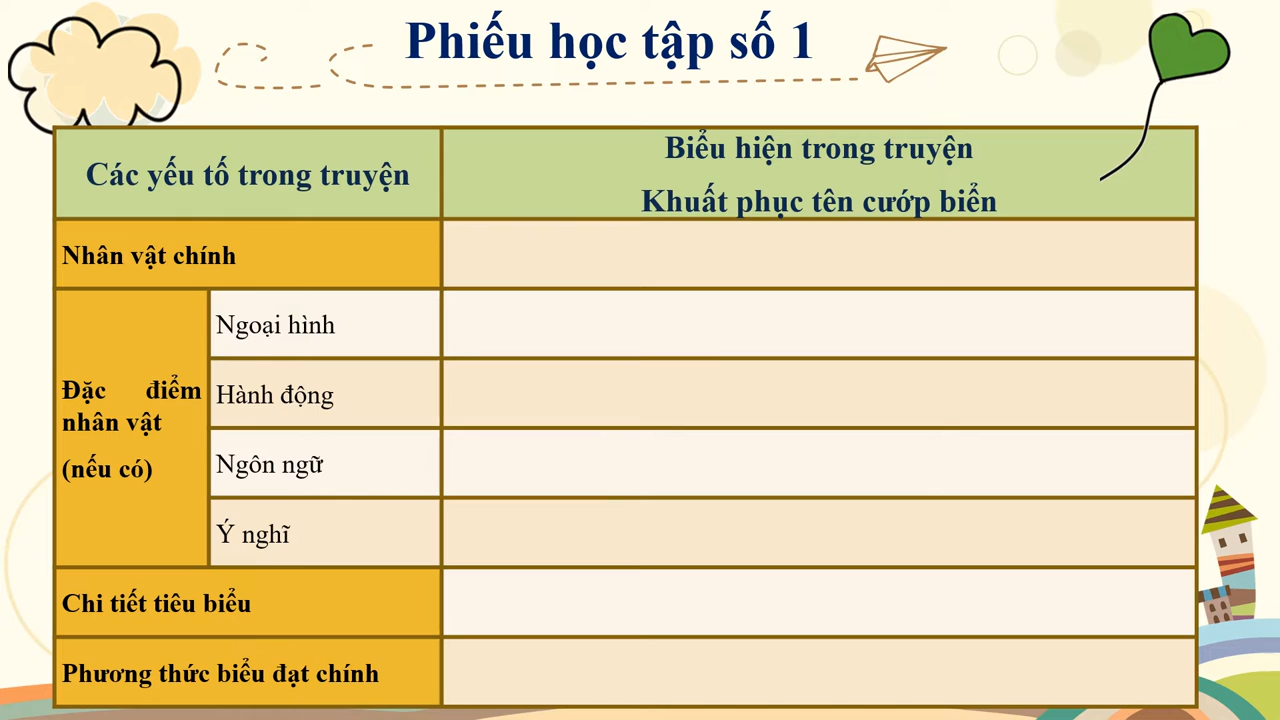 Phiếu học tập số 1
Các yếu tố trong truyện
Biểu hiện trong truyện
Khuất phục tên cướp biển
Nhân vật chính
Đặc điểm
nhân vật
(nếu có)
Ngoại hình
Hành động
Ngôn ngữ
Ý nghĩ
Chi tiết tiêu biểu
Phương thức biểu đạt chính